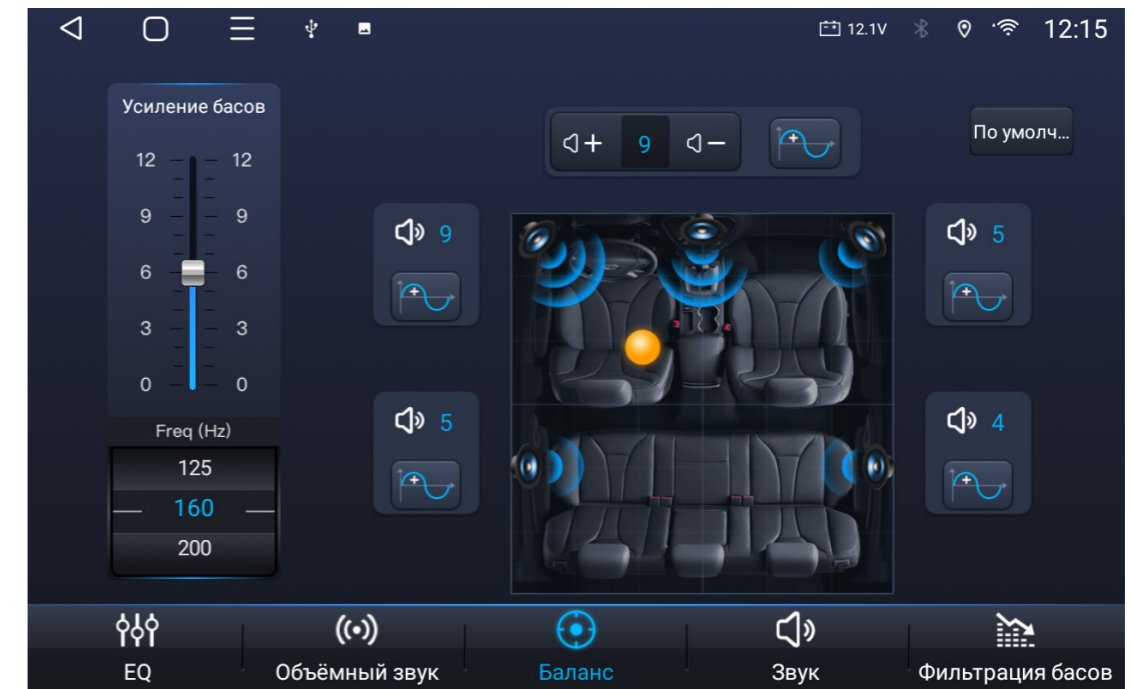 12.1V 12:15
Усиление басов
12 12
9 9
6 6
3 3
0 0
Freq (Hz)
125
160
200
9
По умолч...
9
5
5
4
EQ
Объёмный звук
Баланс
Звук
Фильтрация басов